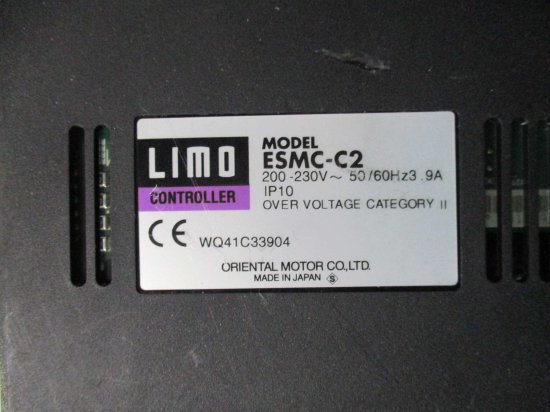 LIMO
CONTROLLER
MODEL
ESMC-C2
200-230V~ 50/60Hz3.9A
IP10
OVER VOLTAGE CATEGORY II
CE WQ41C33904
ORIENTAL MOTOR CO.,LTD.
MADE IN JAPAN Ⓢ